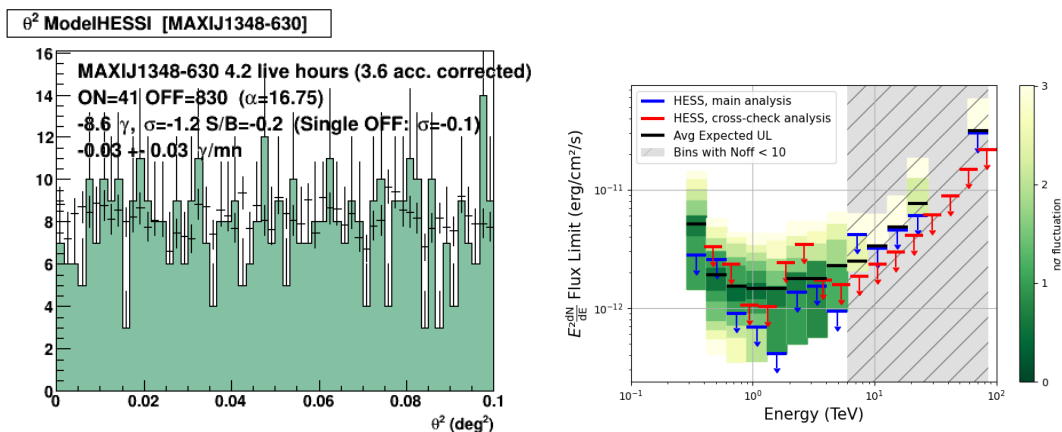 θ² ModelHESSI [MAXIJ1348-630]
MAXIJ1348-630 4.2 live hours (3.6 acc. corrected)
ON=41 OFF=830 (α=16.75)
-8.6 γ, σ=-1.2 S/B=-0.2 (Single OFF: σ=-0.1)
-0.03 +- 0.03 γ/mn
16
14
12
10
8
6
4
2
0
0 0.02 0.04 0.06 0.08 0.1
θ² (deg²)
HESS, main analysis
HESS, cross-check analysis
Avg Expected UL
Bins with Noff < 10
E² dN/dE Flux Limit (erg/cm²/s)
10⁻¹¹
10⁻¹²
10⁻¹ 10⁰ 10¹ 10²
Energy (TeV)
3
2
1
0
nσ fluctuation